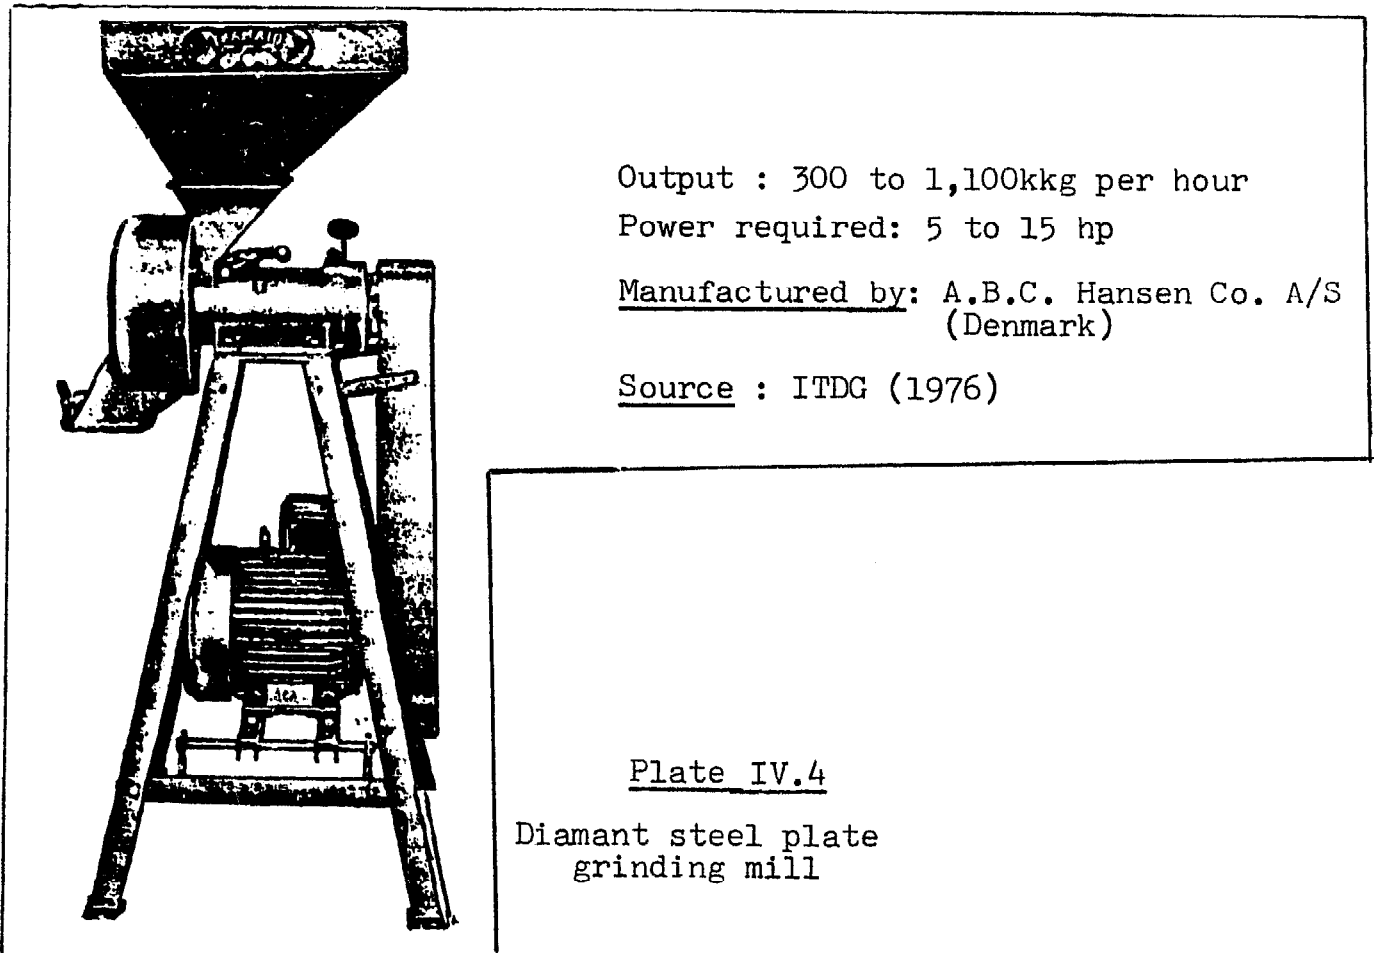 Output : 300 to 1,100kkg per hour
Power required: 5 to 15 hp
Manufactured by: A.B.C. Hansen Co. A/S
(Denmark)
Source : ITDG (1976)
Plate IV.4
Diamant steel plate
grinding mill